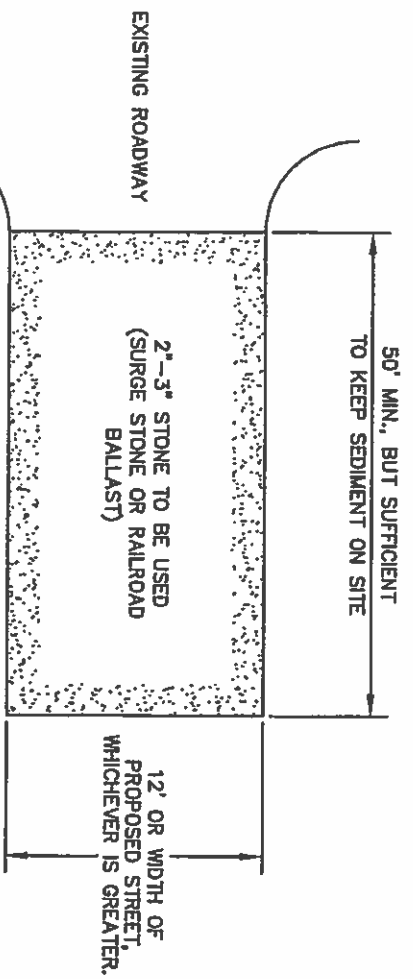 50' MIN., BUT SUFFICIENT
TO KEEP SEDIMENT ON SITE
EXISTING ROADWAY
2"-3" STONE TO BE USED
(SURGE STONE OR RAILROAD
BALLAST)
12' OR WIDTH OF
PROPOSED STREET,
WHICHEVER IS GREATER.